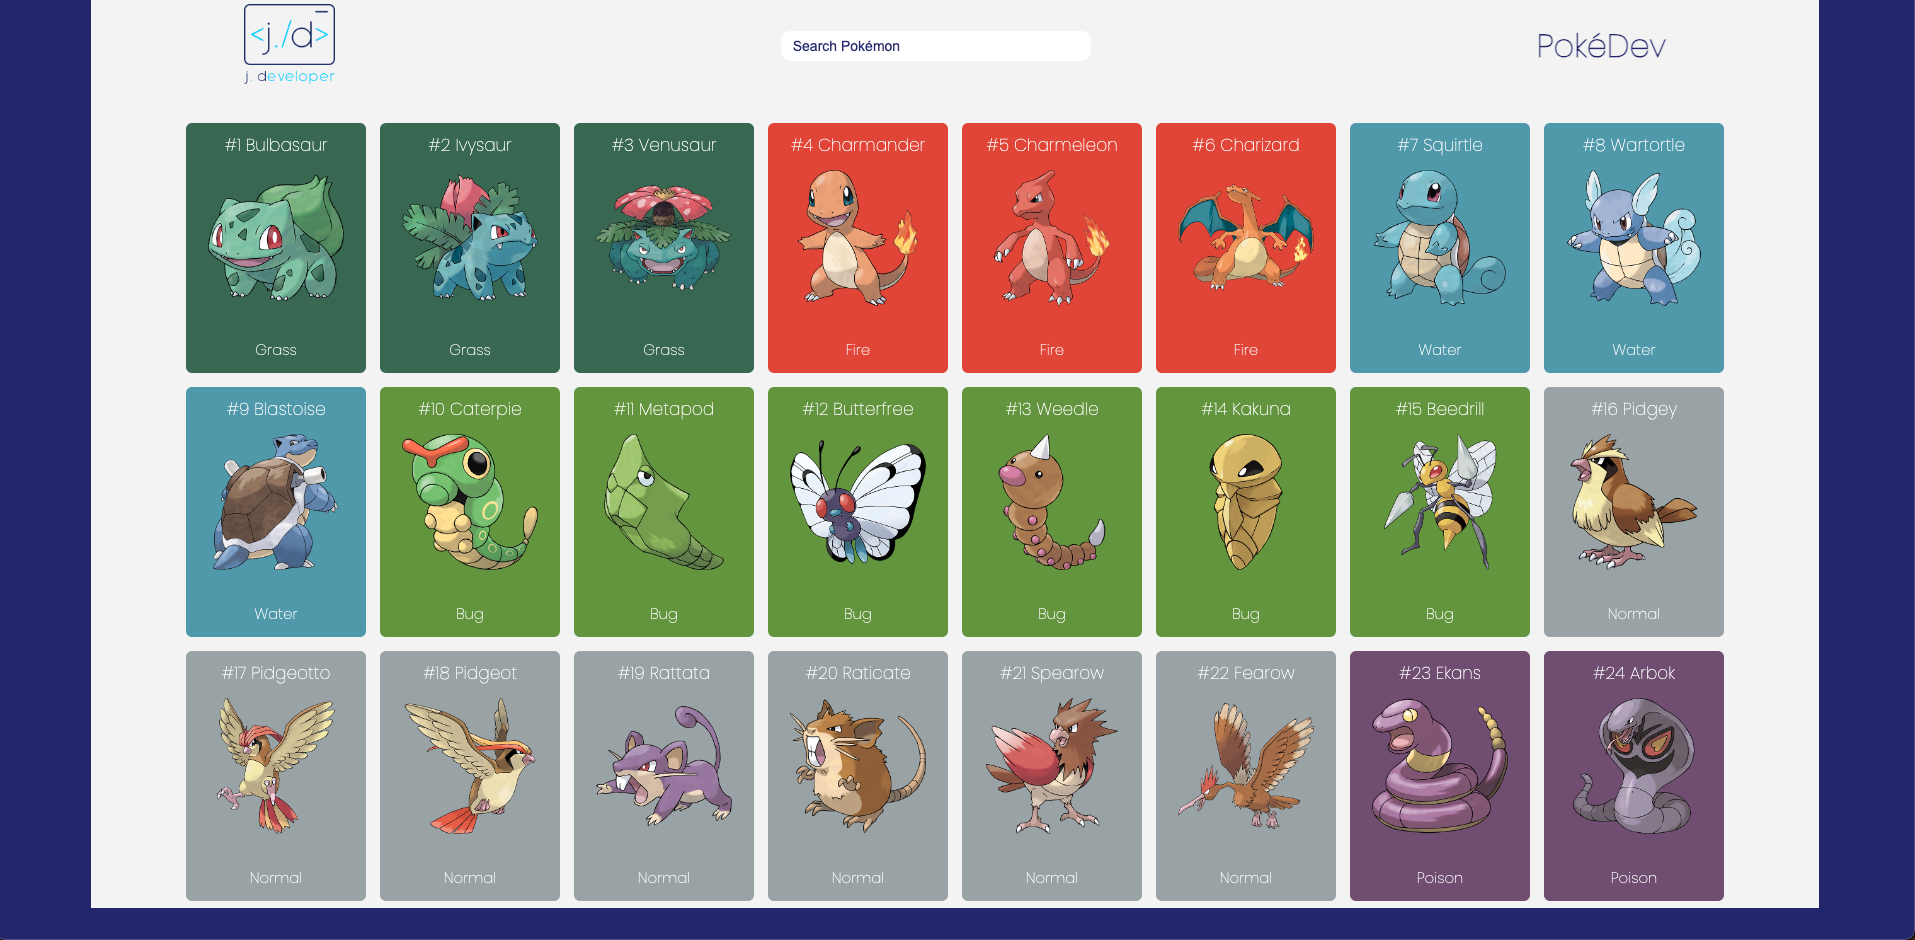 <j./d>
j. developer
Search Pokémon
PokéDev
#1 Bulbasaur
#2 Ivysaur
#3 Venusaur
#4 Charmander
#5 Charmeleon
#6 Charizard
#7 Squirtle
#8 Wartortle
Grass
Grass
Grass
Fire
Fire
Fire
Water
Water
#9 Blastoise
#10 Caterpie
#11 Metapod
#12 Butterfree
#13 Weedle
#14 Kakuna
#15 Beedrill
#16 Pidgey
Water
Bug
Bug
Bug
Bug
Bug
Bug
Normal
#17 Pidgeotto
#18 Pidgeot
#19 Rattata
#20 Raticate
#21 Spearow
#22 Fearow
#23 Ekans
#24 Arbok
Normal
Normal
Normal
Normal
Normal
Normal
Poison
Poison